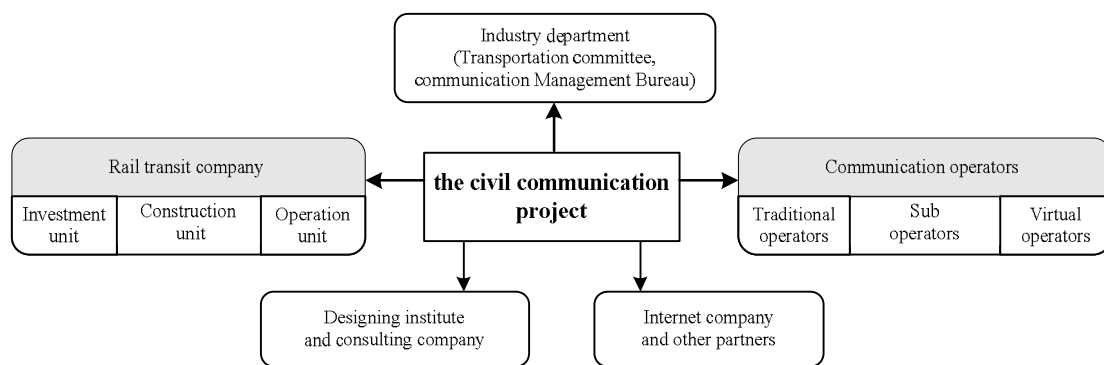 Industry department
(Transportation committee,
communication Management Bureau)
Rail transit company
Investment
unit
Construction
unit
Operation
unit
the civil communication
project
Communication operators
Traditional
operators
Sub
operators
Virtual
operators
Designing institute
and consulting company
Internet company
and other partners